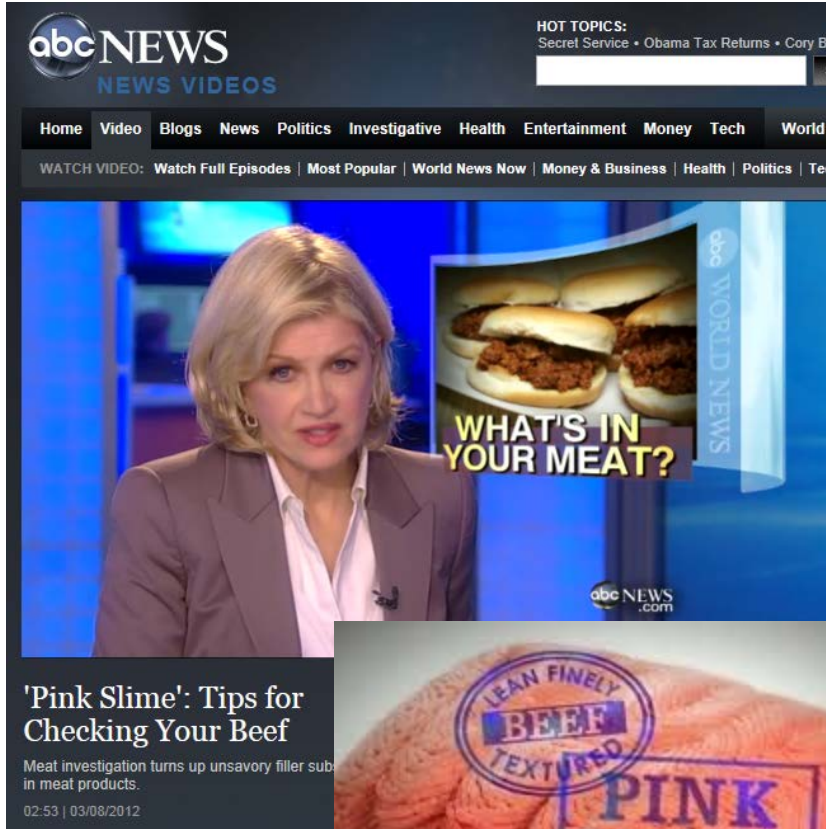 HOT TOPICS:
Secret Service • Obama Tax Returns • Cory B
abc NEWS
NEWS VIDEOS
Home Video Blogs News Politics Investigative Health Entertainment Money Tech World
WATCH VIDEO: Watch Full Episodes | Most Popular | World News Now | Money & Business | Health | Politics | Te
abc WORLD NEWS
WHAT'S IN
YOUR MEAT?
abc NEWS
.com
'Pink Slime': Tips for
Checking Your Beef
Meat investigation turns up unsavory filler subs
in meat products.
02:53 | 03/08/2012
LEAN FINELY
BEEF
TEXTURED
PINK